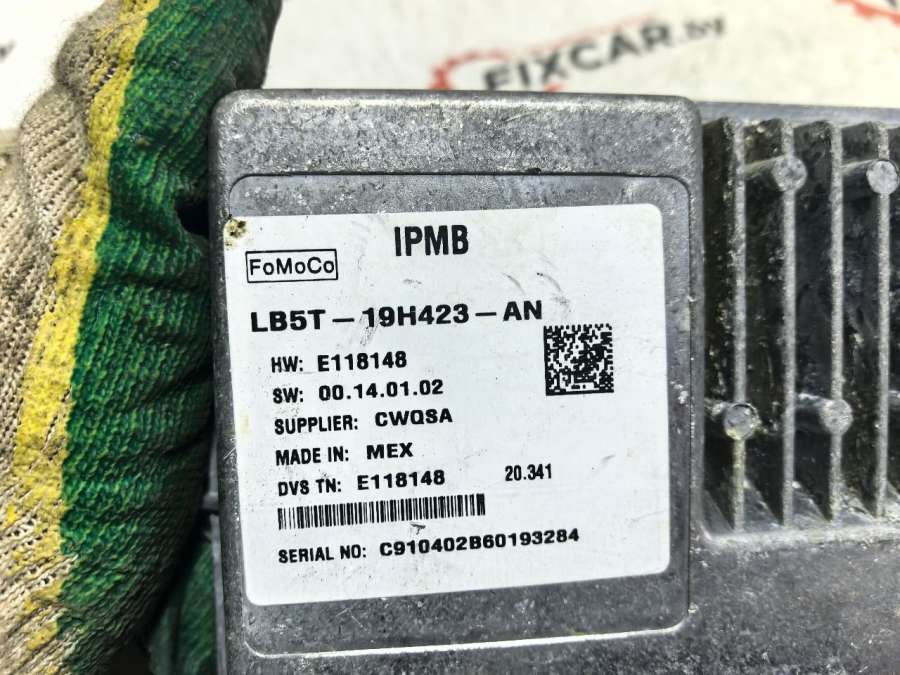 FIXCAR.by
IPMB
FoMoCo
LB5T-19H423-AN
HW: E118148
SW: 00.14.01.02
SUPPLIER: CWQSA
MADE IN: MEX
DVS TN: E118148 20.341
SERIAL NO: C910402B60193284